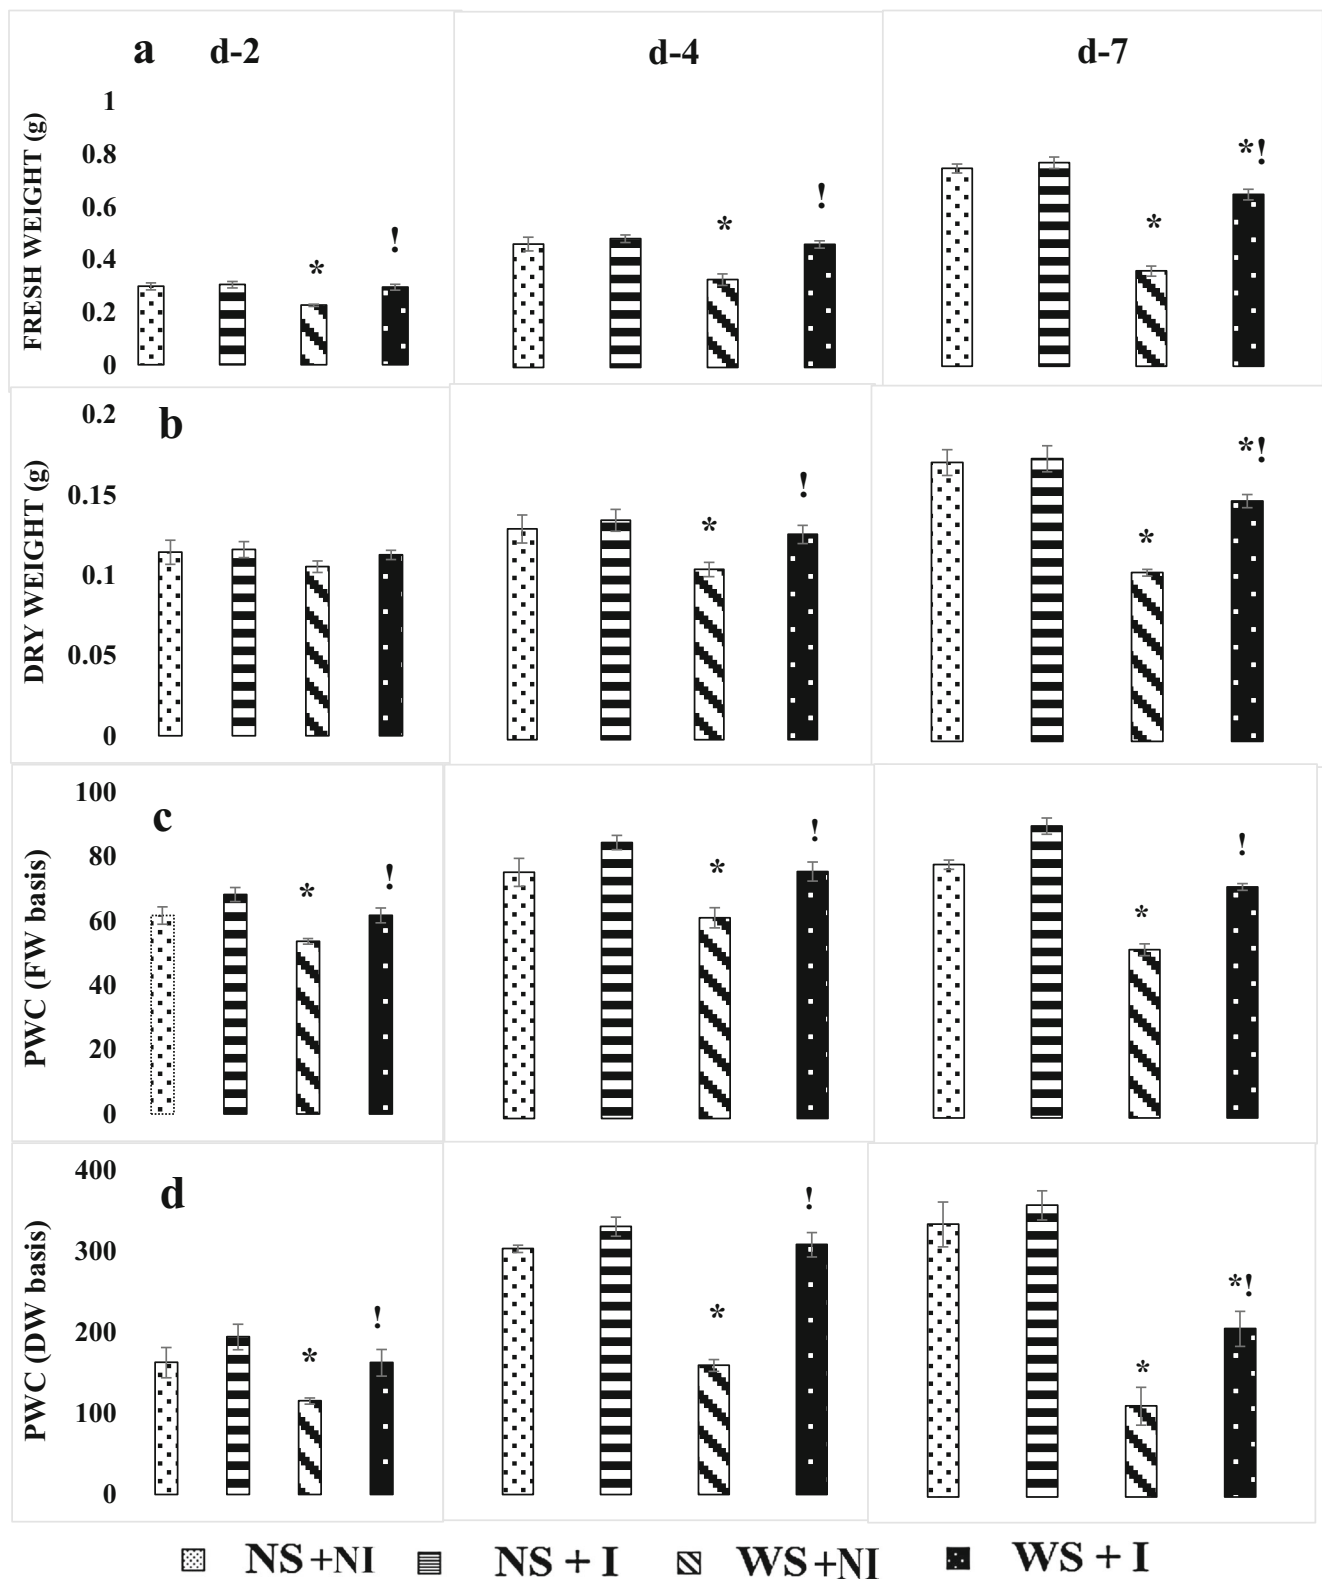 a d-2 d-4 d-7
FRESH WEIGHT (g)
1
0.8
0.6
0.4
0.2
0
* ! * ! * *!
b
DRY WEIGHT (g)
0.2
0.15
0.1
0.05
0
* ! * *!
c
PWC (FW basis)
100
80
60
40
20
0
* ! * ! * !
d
PWC (DW basis)
400
300
200
100
0
* ! * ! * *!
NS+NI NS + I WS+NI WS + I